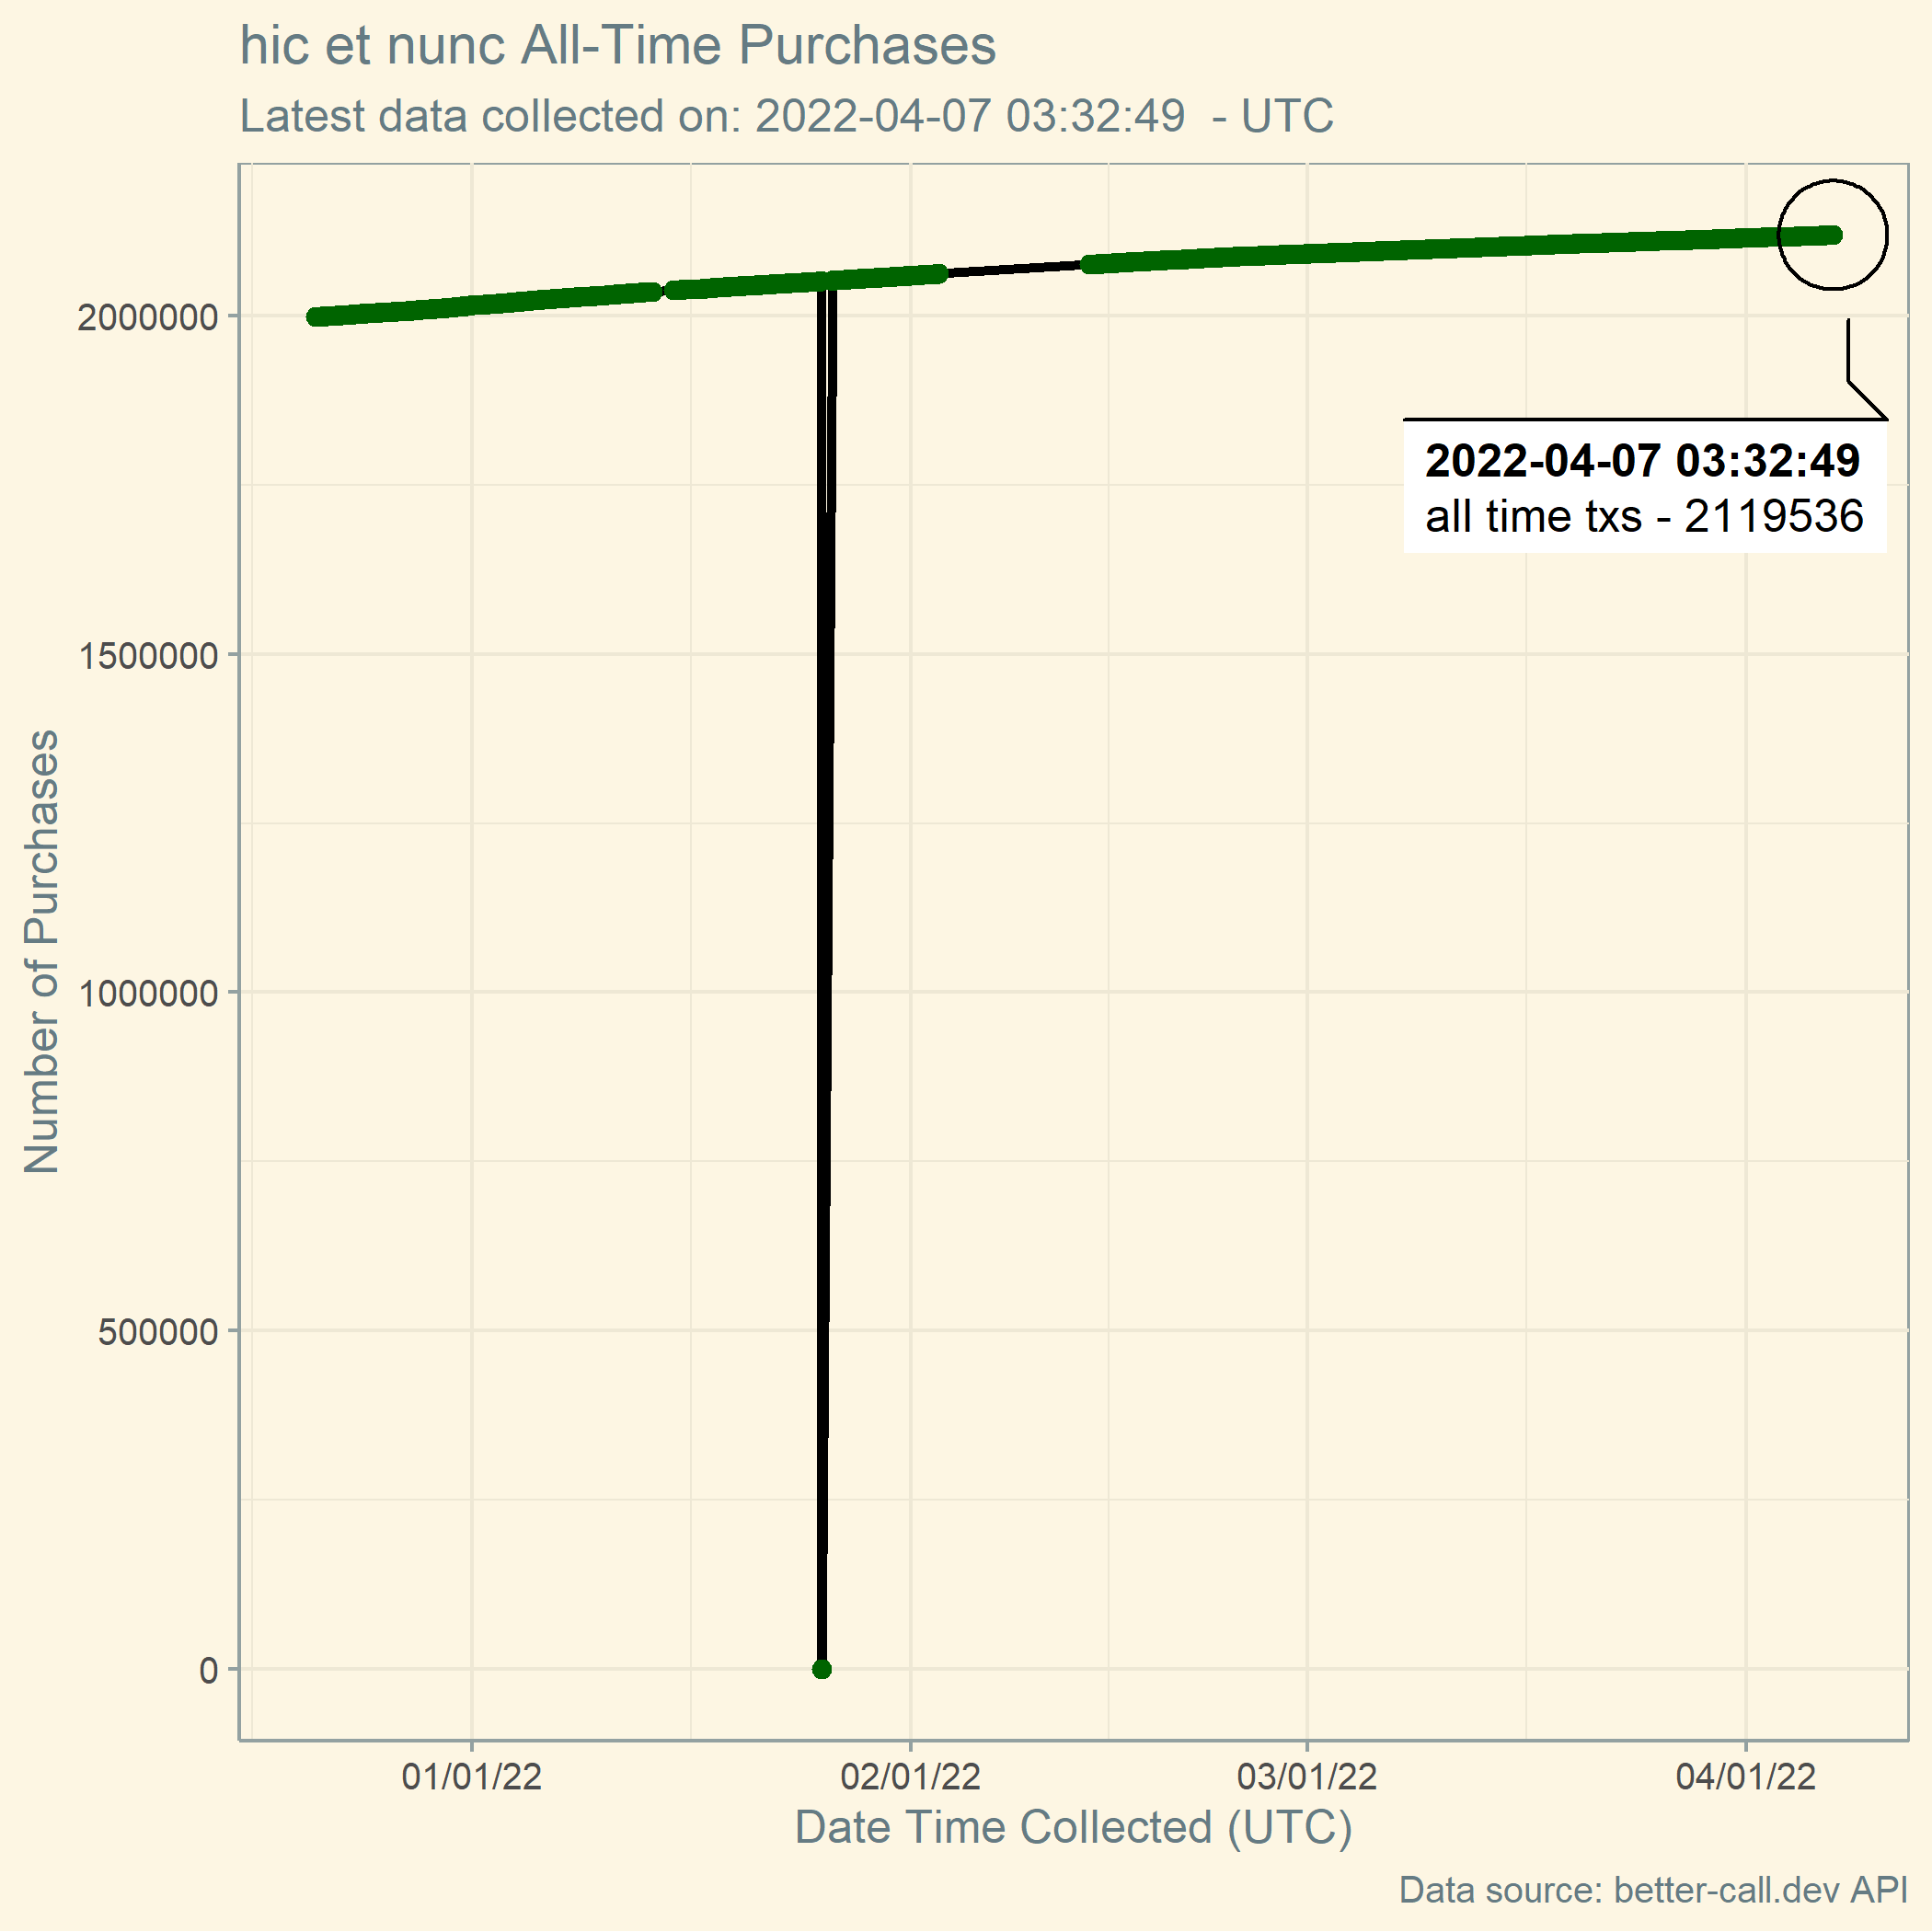 hic et nunc All-Time Purchases
Latest data collected on: 2022-04-07 03:32:49  - UTC
Number of Purchases
2000000
1500000
1000000
500000
0
2022-04-07 03:32:49
all time txs - 2119536
01/01/22
02/01/22
03/01/22
04/01/22
Date Time Collected (UTC)
Data source: better-call.dev API